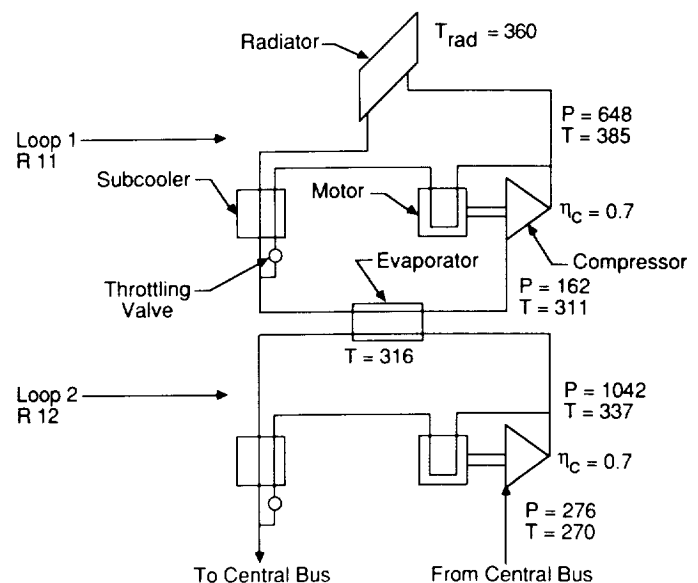 Radiator
T_rad = 360
P = 648
T = 385
Loop 1
R 11
Subcooler
Motor
η_C = 0.7
Compressor
Throttling
Valve
Evaporator
P = 162
T = 311
T = 316
Loop 2
R 12
P = 1042
T = 337
η_C = 0.7
P = 276
T = 270
To Central Bus
From Central Bus